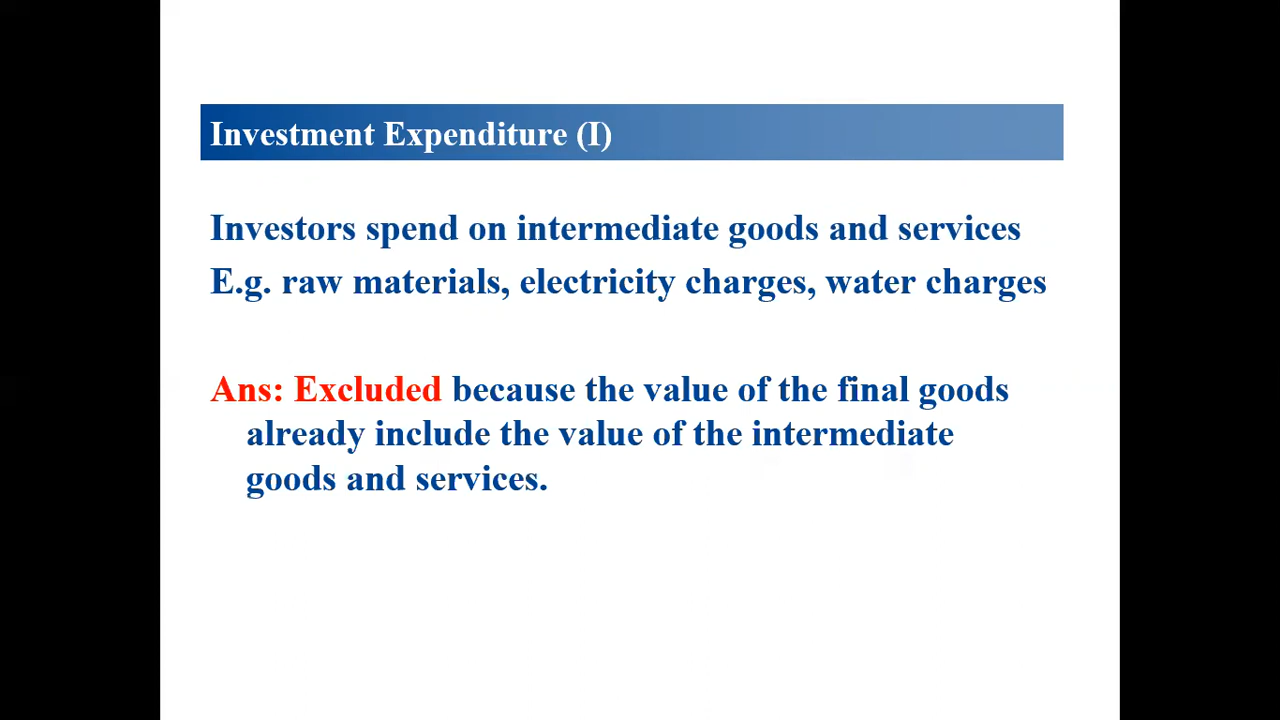 Investment Expenditure (I)
Investors spend on intermediate goods and services
E.g. raw materials, electricity charges, water charges
Ans: Excluded because the value of the final goods
already include the value of the intermediate
goods and services.